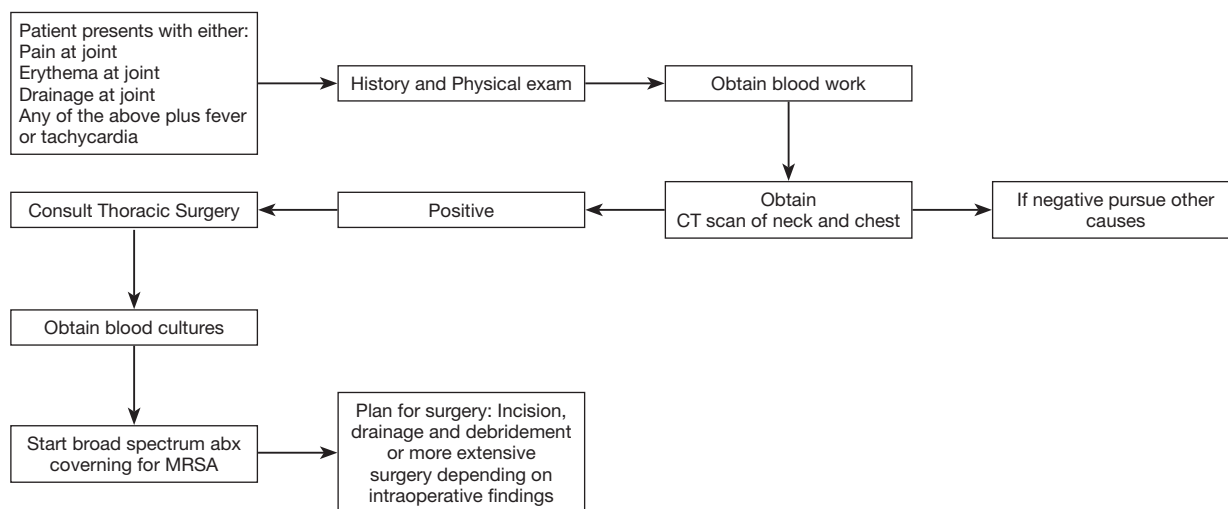 Patient presents with either:
Pain at joint
Erythema at joint
Drainage at joint
Any of the above plus fever
or tachycardia
History and Physical exam
Obtain blood work
Consult Thoracic Surgery
Positive
Obtain
CT scan of neck and chest
If negative pursue other
causes
Obtain blood cultures
Start broad spectrum abx
coverning for MRSA
Plan for surgery: Incision,
drainage and debridement
or more extensive
surgery depending on
intraoperative findings